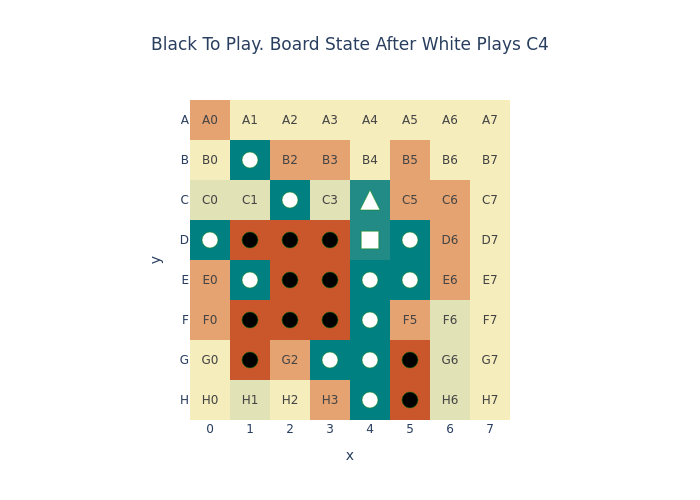 Black To Play. Board State After White Plays C4
A A0 A1 A2 A3 A4 A5 A6 A7
B B0 B2 B3 B4 B5 B6 B7
C C0 C1 C3 C5 C6 C7
D D6 D7
y
E E0 E6 E7
F F0 F5 F6 F7
G G0 G2 G6 G7
H H0 H1 H2 H3 H6 H7
0 1 2 3 4 5 6 7
x